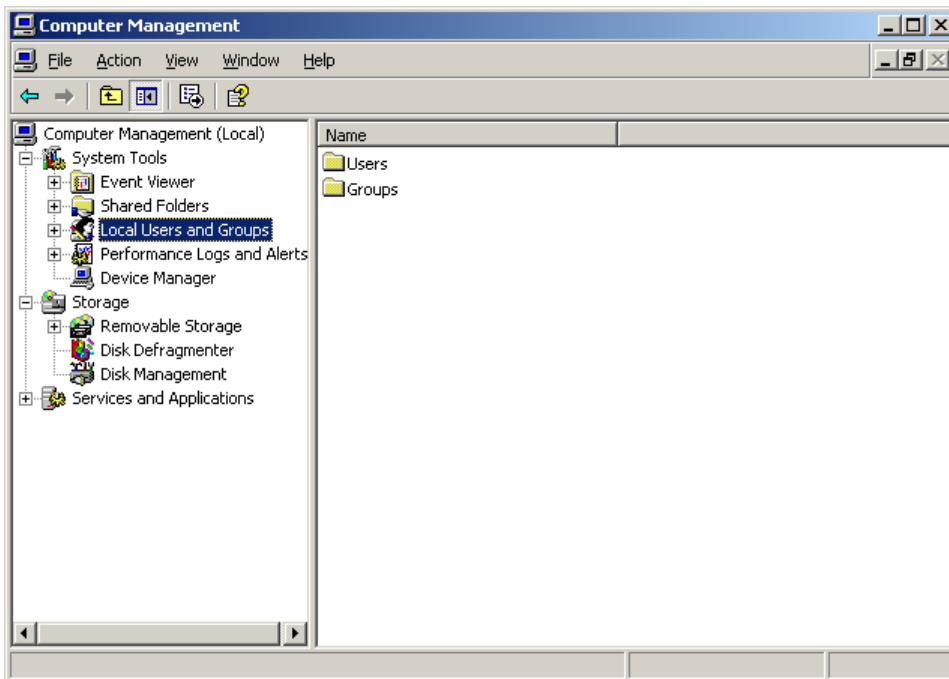 Computer Management
File Action View Window Help
Computer Management (Local)
System Tools
Event Viewer
Shared Folders
Local Users and Groups
Performance Logs and Alerts
Device Manager
Storage
Removable Storage
Disk Defragmenter
Disk Management
Services and Applications
Name
Users
Groups